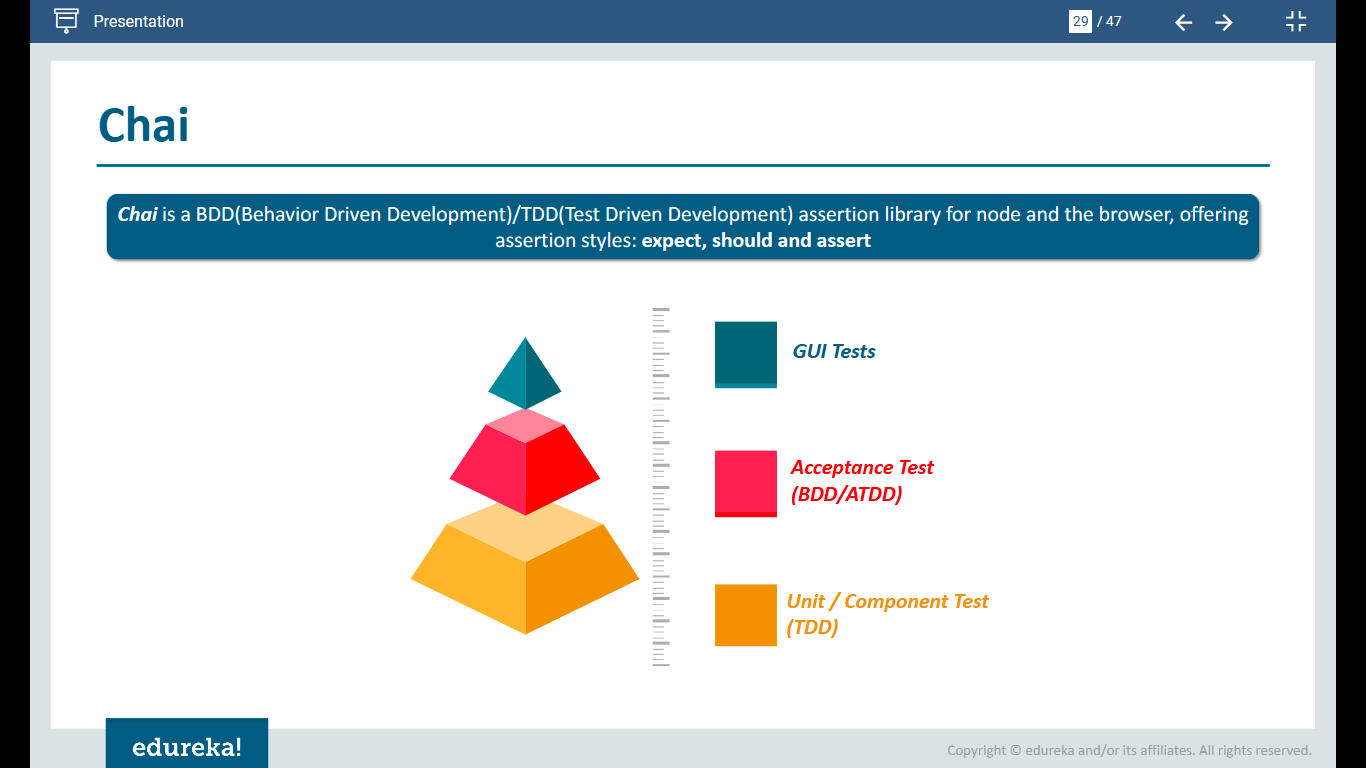 Presentation
29 / 47
Chai
Chai is a BDD(Behavior Driven Development)/TDD(Test Driven Development) assertion library for node and the browser, offering
assertion styles: expect, should and assert
GUI Tests
Acceptance Test
(BDD/ATDD)
Unit / Component Test
(TDD)
edureka!
Copyright © edureka and/or its affiliates. All rights reserved.